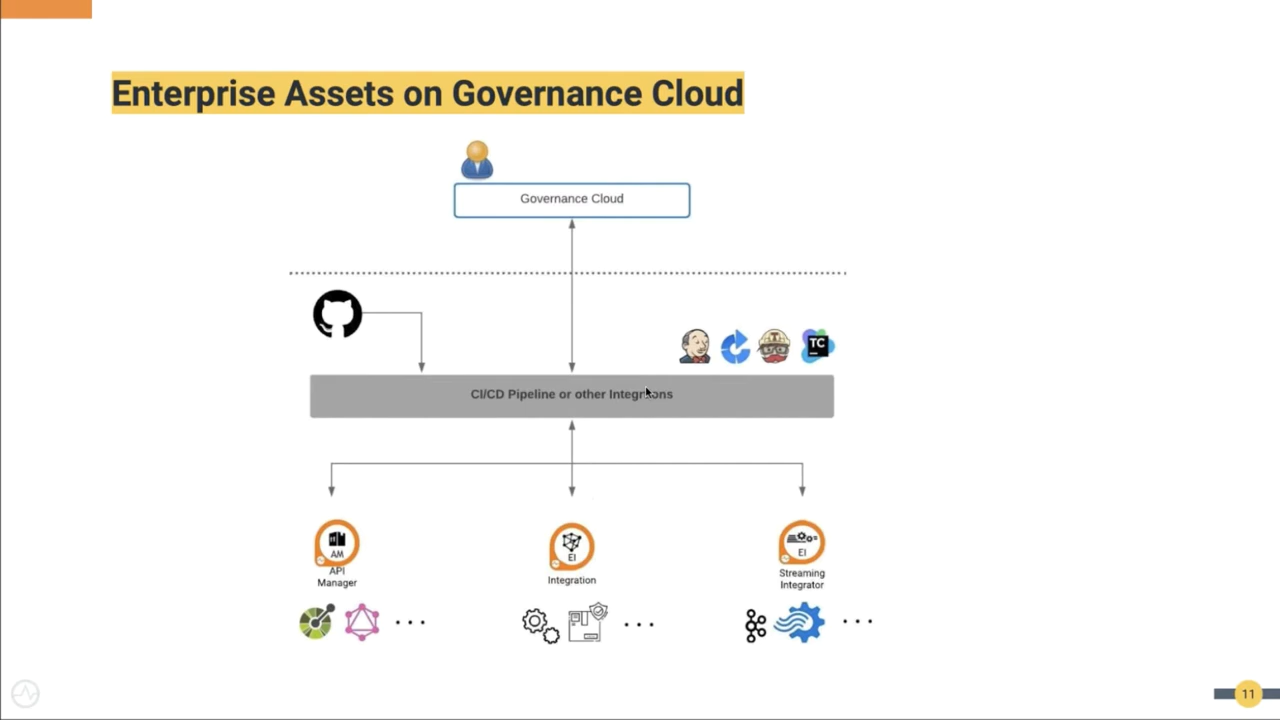 Enterprise Assets on Governance Cloud
Governance Cloud
TC
CI/CD Pipeline or other Integrations
AM
API
Manager
EI
Integration
EI
Streaming
Integrator
11